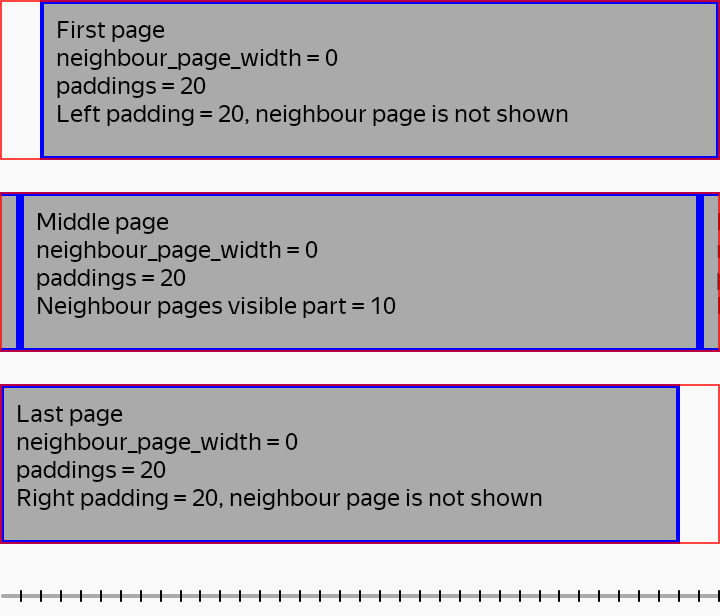 First page
neighbour_page_width = 0
paddings = 20
Left padding = 20, neighbour page is not shown
Middle page
neighbour_page_width = 0
paddings = 20
Neighbour pages visible part = 10
Last page
neighbour_page_width = 0
paddings = 20
Right padding = 20, neighbour page is not shown